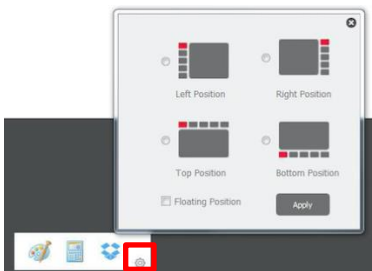 Left Position
Right Position
Top Position
Bottom Position
Floating Position
Apply